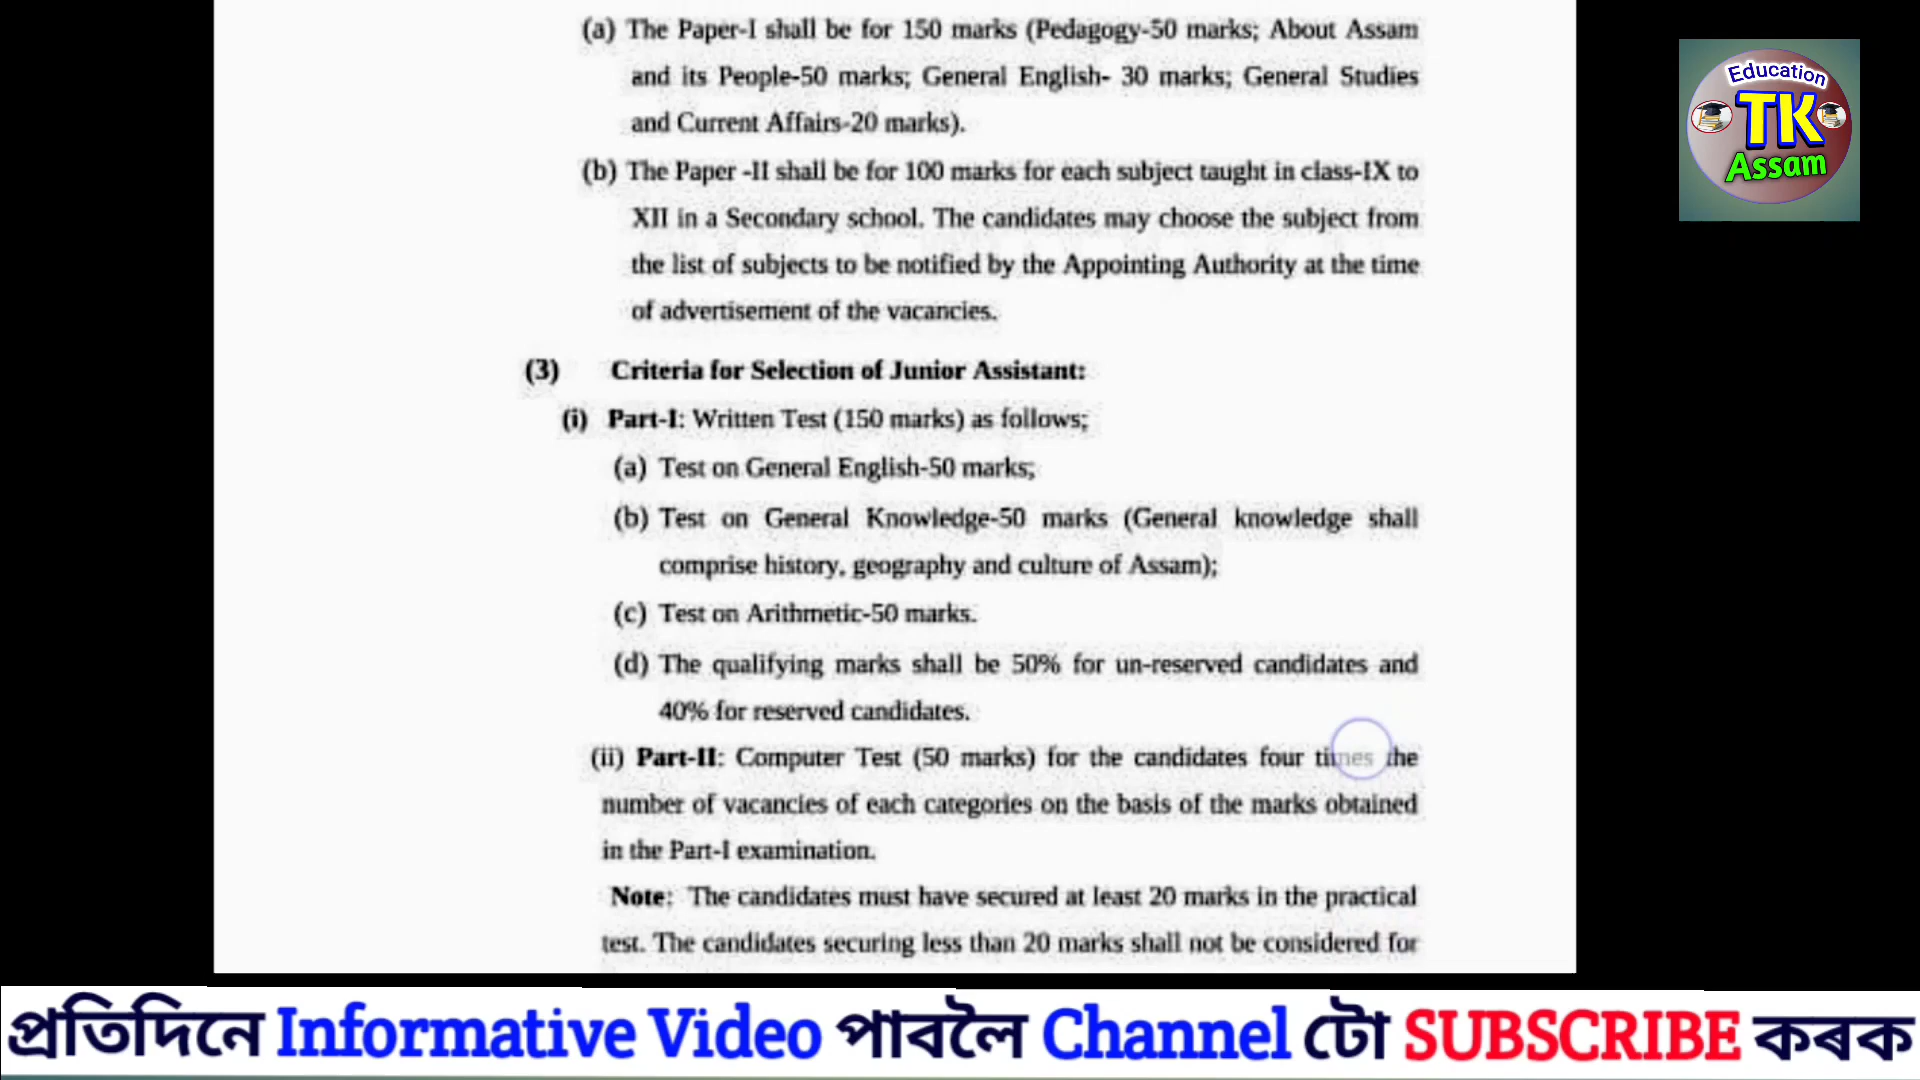 (a) The Paper-I shall be for 150 marks (Pedagogy-50 marks; About Assam
and its People-50 marks; General English- 30 marks; General Studies
and Current Affairs-20 marks).
(b) The Paper -II shall be for 100 marks for each subject taught in class-IX to
XII in a Secondary school. The candidates may choose the subject from
the list of subjects to be notified by the Appointing Authority at the time
of advertisement of the vacancies.
(3) Criteria for Selection of Junior Assistant:
(i) Part-I: Written Test (150 marks) as follows;
(a) Test on General English-50 marks;
(b) Test on General Knowledge-50 marks (General knowledge shall
comprise history, geography and culture of Assam);
(c) Test on Arithmetic-50 marks.
(d) The qualifying marks shall be 50% for un-reserved candidates and
40% for reserved candidates.
(ii) Part-II: Computer Test (50 marks) for the candidates four times the
number of vacancies of each categories on the basis of the marks obtained
in the Part-I examination.
Note: The candidates must have secured at least 20 marks in the practical
test. The candidates securing less than 20 marks shall not be considered for
Education
TK
Assam
প্ৰতিদিনে Informative Video পাবলৈ Channel টো SUBSCRIBE কৰক